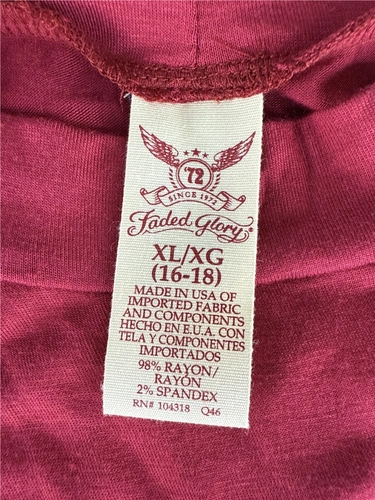 '72
SINCE 1972
Faded Glory®
XL/XG
(16-18)
MADE IN USA OF
IMPORTED FABRIC
AND COMPONENTS
HECHO EN E.U.A. CON
TELA Y COMPONENTES
IMPORTADOS
98% RAYON/
RAYÓN
2% SPANDEX
RN# 104318 Q46